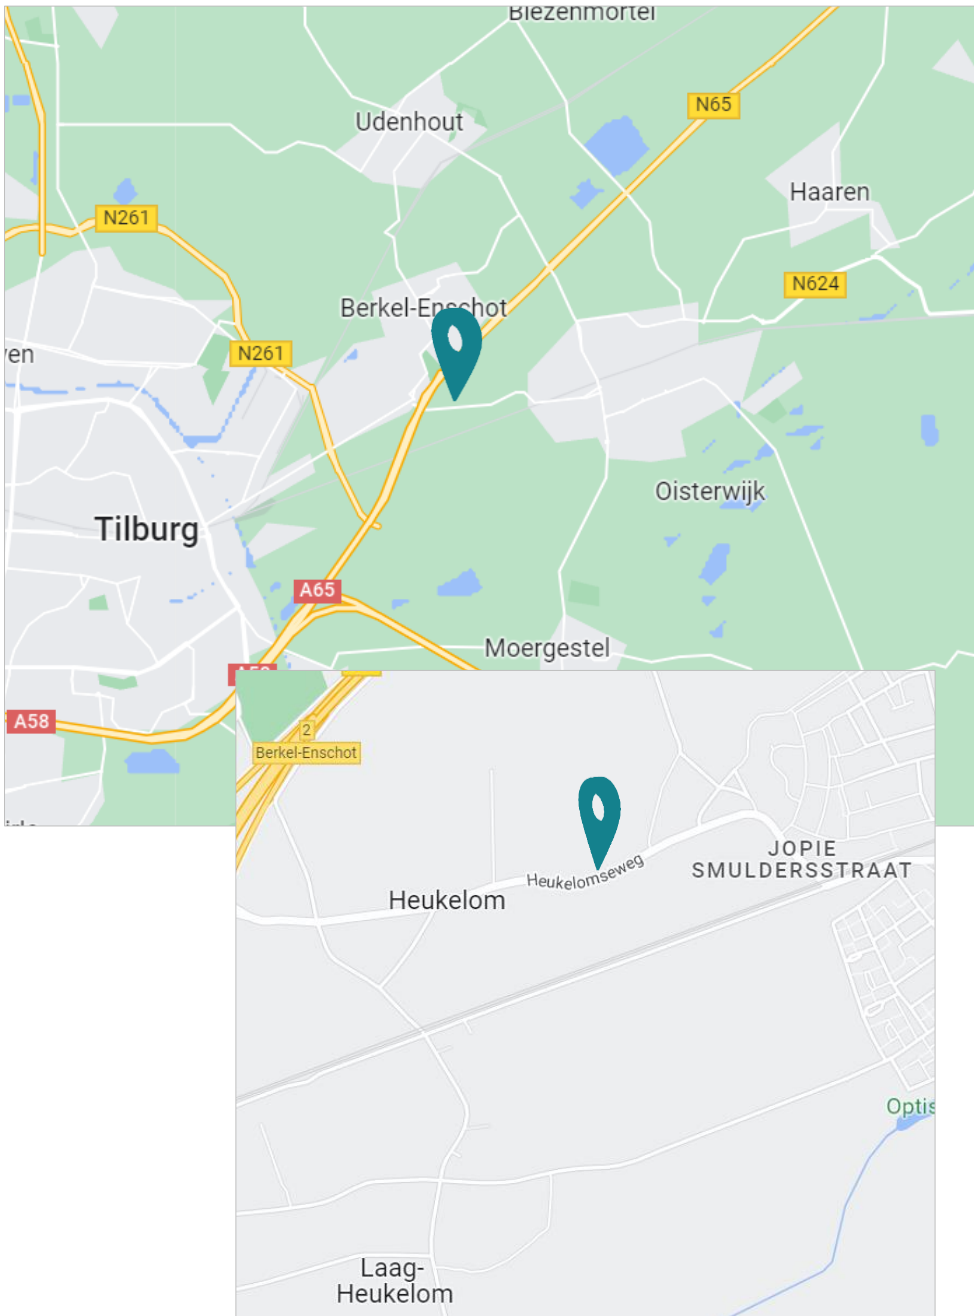 Biezenmortel
N65
Udenhout
Haaren
N261
N624
Berkel-Enschot
N261
Oisterwijk
Tilburg
A65
Moergestel
A58
2
Berkel-Enschot
JOPIE
SMULDERSSTRAAT
Heukelomseweg
Heukelom
Optis
Laag-
Heukelom